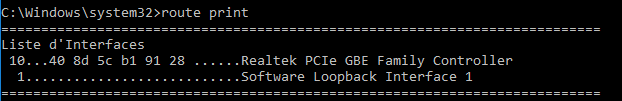 C:\Windows\system32>route print
===========================================================================
Liste d'Interfaces
 10...40 8d 5c b1 91 28 ......Realtek PCIe GBE Family Controller
  1...........................Software Loopback Interface 1
===========================================================================